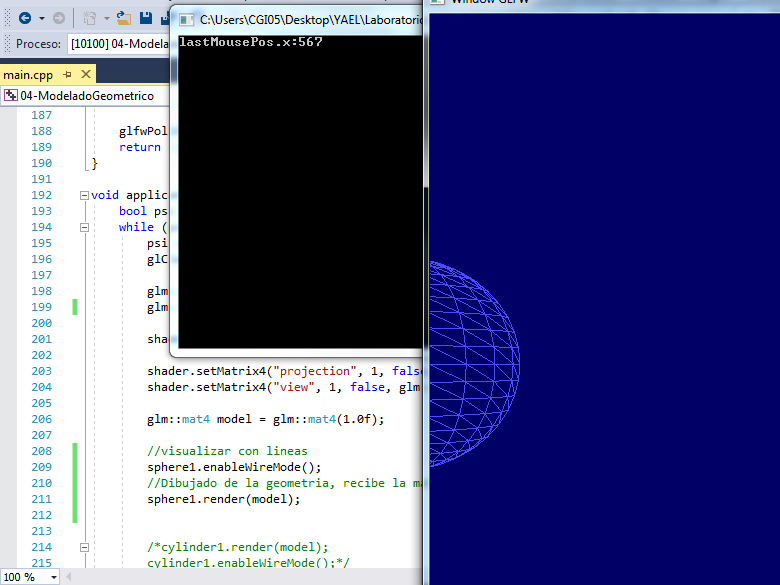 C:\Users\CGI05\Desktop\YAEL\Laboratorio
Window GLFW
Proceso: [10100] 04-Modela
lastMousePos.x:567
main.cpp
04-ModeladoGeometrico
187
188 glfwPol
189 return
190 }
191
192 void applic
193 bool ps
194 while (
195 psi
196 glC
197
198 glm
199 glm
200
201 sha
202
203 shader.setMatrix4("projection", 1, fals
204 shader.setMatrix4("view", 1, false, glm
205
206 glm::mat4 model = glm::mat4(1.0f);
207
208 //visualizar con lineas
209 sphere1.enableWireMode();
210 //Dibujado de la geometria, recibe la ma
211 sphere1.render(model);
212
213
214 /*cylinder1.render(model);
215 cylinder1.enableWireMode();*/
100 %